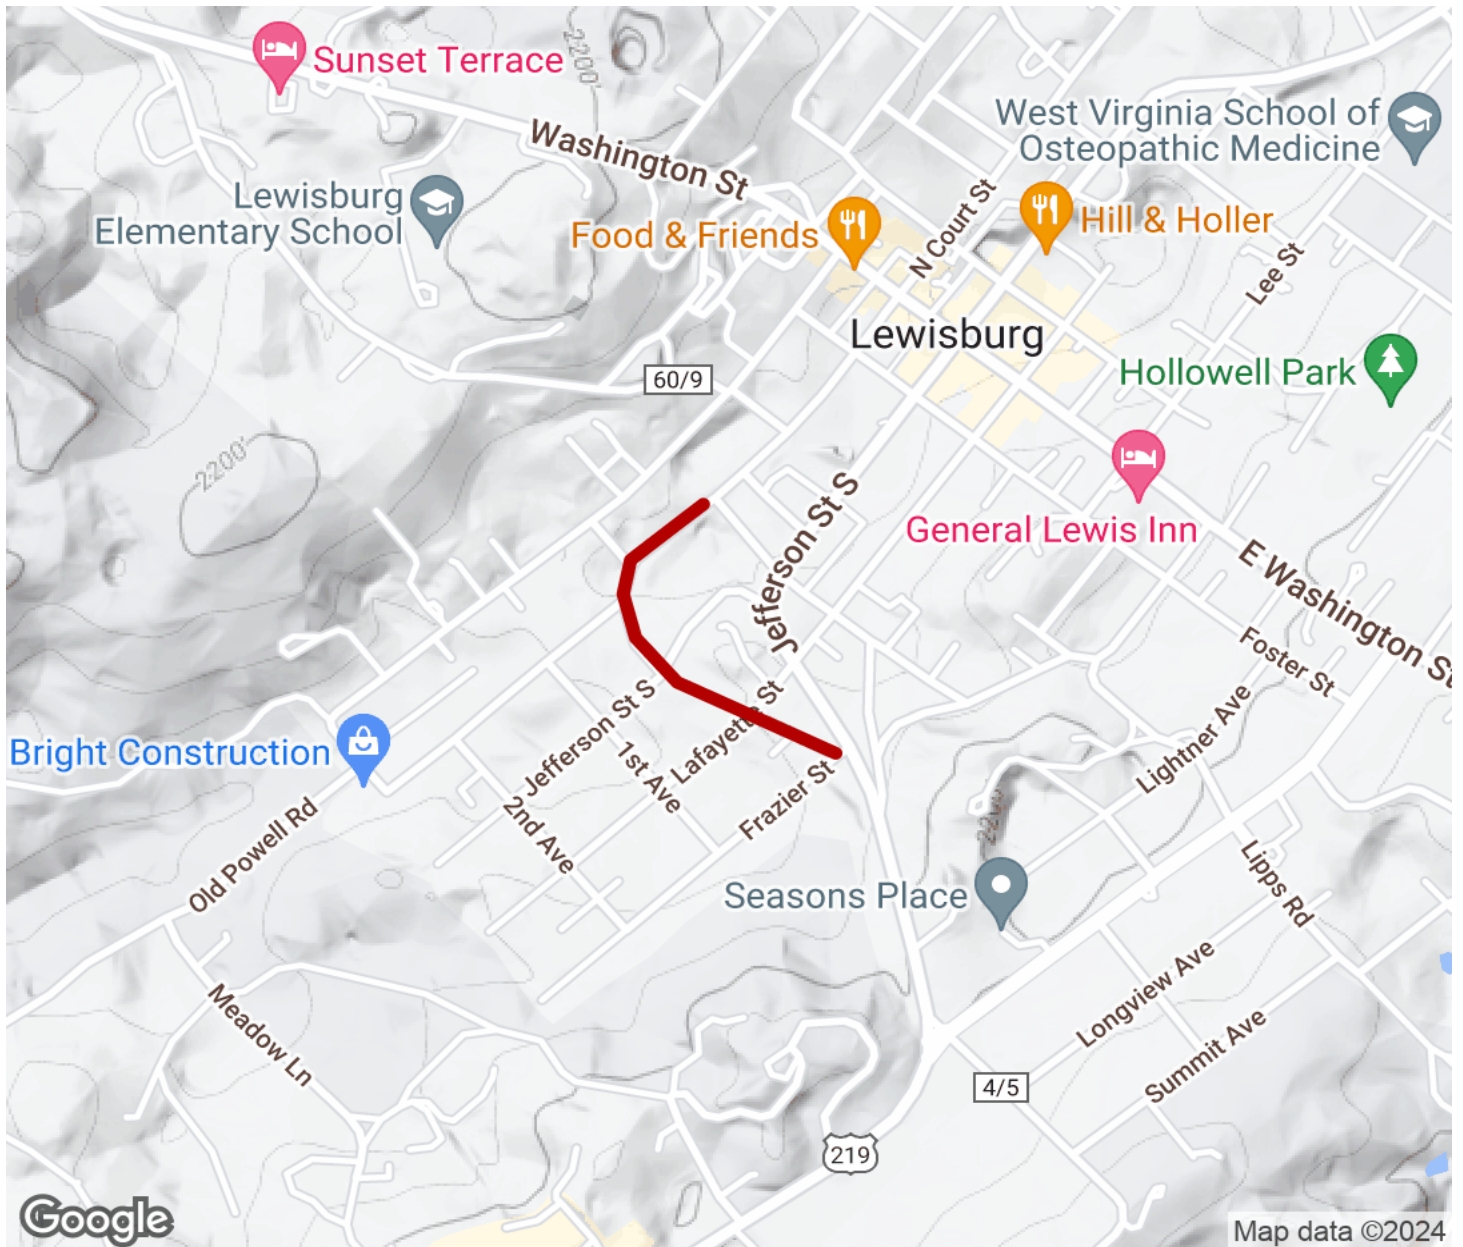 Sunset Terrace
2200'
Washington St
West Virginia School of
Osteopathic Medicine
Lewisburg
Elementary School
Food & Friends
N Court St
Hill & Holler
Lee St
Lewisburg
60/9
Hollowell Park
2200'
Jefferson St S
General Lewis Inn
E Washington St
Foster St
Jefferson St S
Lafayette St
Lightner Ave
Bright Construction
1st Ave
2nd Ave
Frazier St
2200
Old Powell Rd
Seasons Place
Lipps Rd
Longview Ave
Meadow Ln
Summit Ave
4/5
219
Google
Map data ©2024